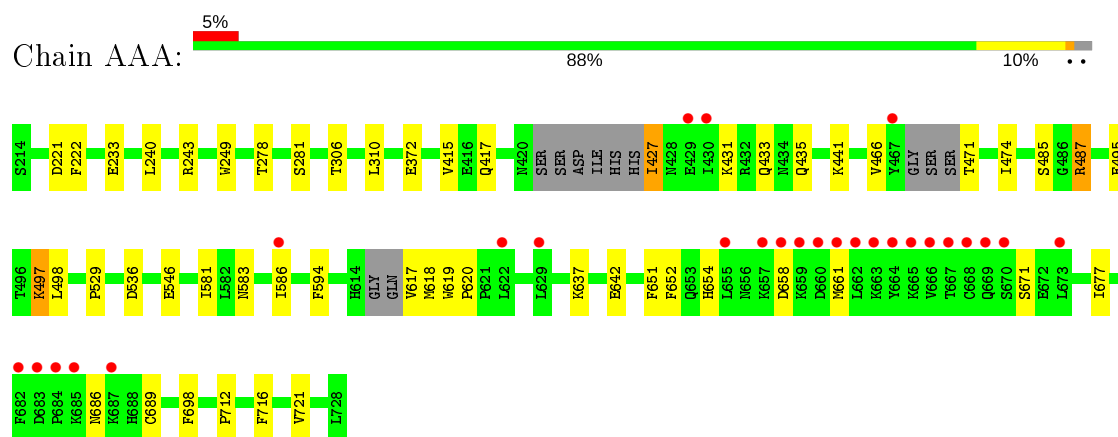 5%
Chain AAA:
88% 10% • •
S214 D221 F222 E233 L240 R243 W249 T278 S281 T306 L310 E372 V415 E416 Q417 N420 SER SER ASP ILE HIS HIS I427 N428 E429 I430 K431 R432 Q433 N434 Q435 K441 V466 Y467 GLY SER SER T471 I474 S485 G486 R487 E495
T496 K497 L498 P529 D536 E546 I581 L582 N583 I586 F594 H614 GLY GLN V617 M618 W619 P620 P621 L622 L629 K637 E642 F651 F652 Q653 H654 L655 N656 K657 D658 K659 D660 M661 L662 K663 Y664 K665 V666 T667 C668 Q669 S670 S671 E672 L673 I677
F682 D683 P684 K685 N686 K687 H688 C689 F698 P712 F716 V721 L728